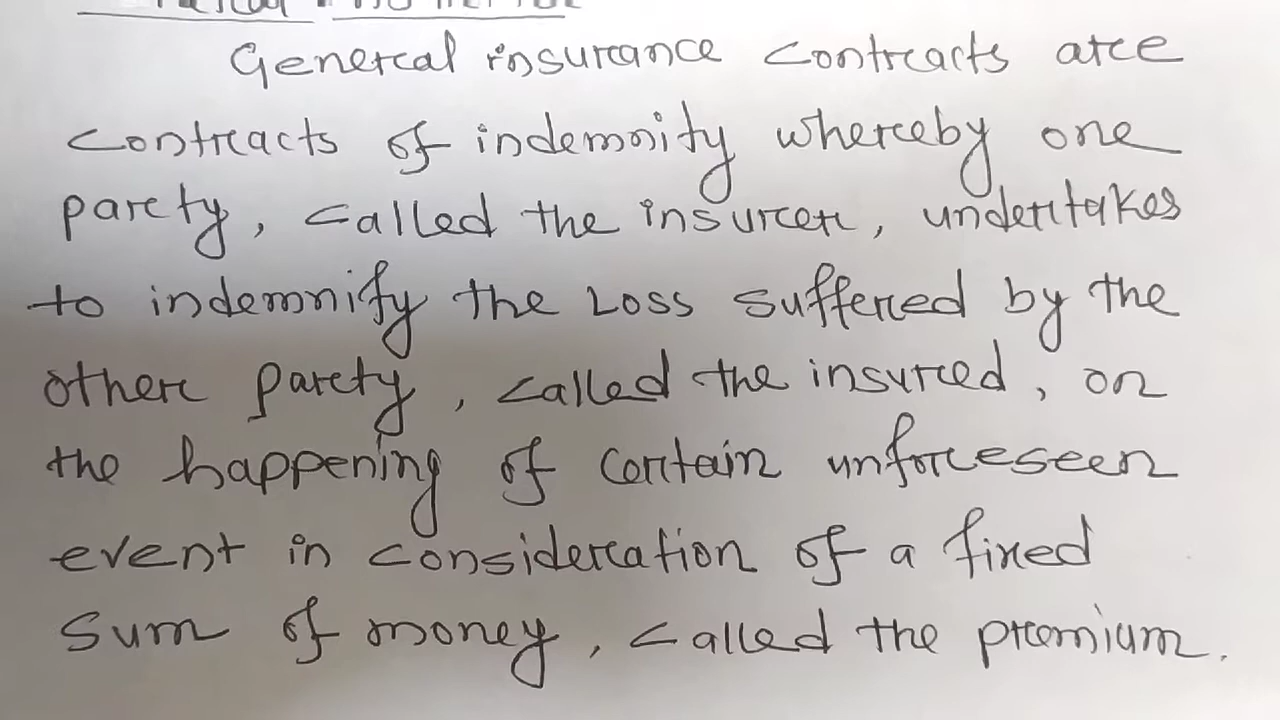 General insurance contracts are
contracts of indemnity whereby one
party, called the insurer, undertakes
to indemnify the Loss suffered by the
other party, called the insured, on
the happening of certain unforeseen
event in consideration of a fixed
Sum of money, called the premium.